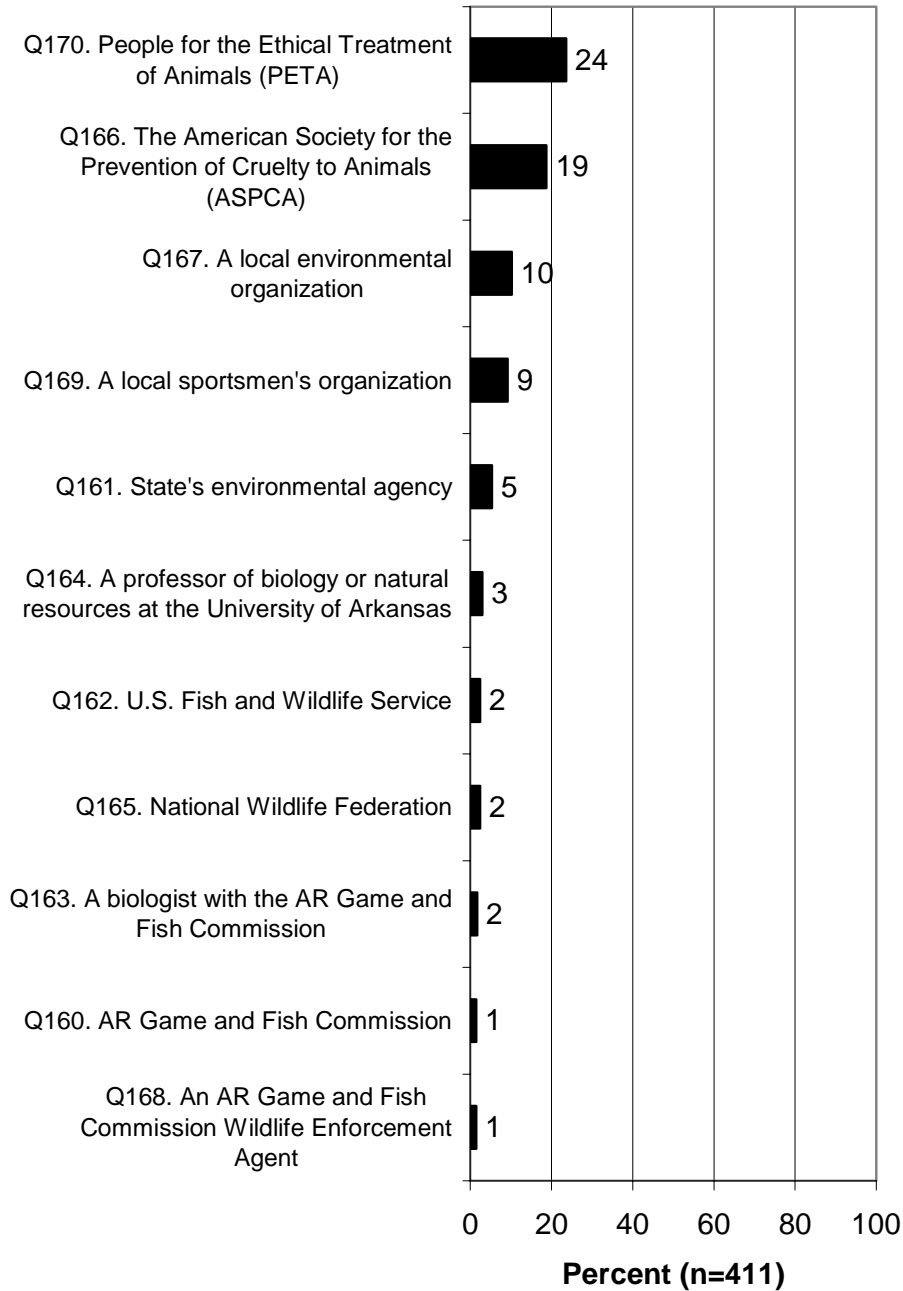 Q170. People for the Ethical Treatment
of Animals (PETA)
24
Q166. The American Society for the
Prevention of Cruelty to Animals
(ASPCA)
19
Q167. A local environmental
organization
10
Q169. A local sportsmen's organization
9
Q161. State's environmental agency
5
Q164. A professor of biology or natural
resources at the University of Arkansas
3
Q162. U.S. Fish and Wildlife Service
2
Q165. National Wildlife Federation
2
Q163. A biologist with the AR Game and
Fish Commission
2
Q160. AR Game and Fish Commission
1
Q168. An AR Game and Fish
Commission Wildlife Enforcement
Agent
1
0 20 40 60 80 100
Percent (n=411)